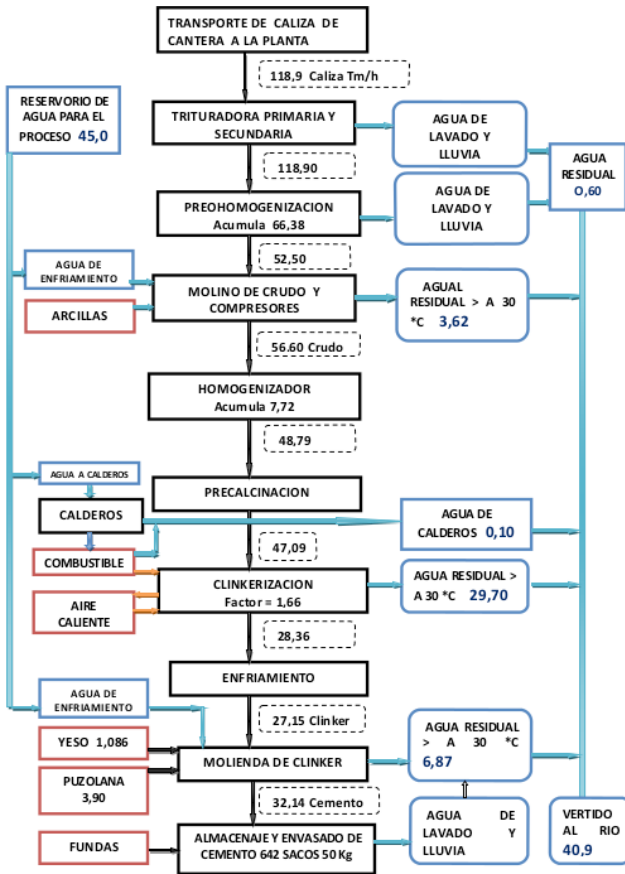 TRANSPORTE DE CALIZA DE
CANTERA A LA PLANTA
118,9 Caliza Tm/h
RESERVORIO DE
AGUA PARA EL
PROCESO 45,0
TRITURADORA PRIMARIA Y
SECUNDARIA
AGUA DE
LAVADO Y
LLUVIA
AGUA
RESIDUAL
0,60
118,90
PREOHOMOGENIZACION
Acumula 66,38
AGUA DE
LAVADO Y
LLUVIA
52,50
AGUA DE
ENFRIAMIENTO
ARCILLAS
MOLINO DE CRUDO Y
COMPRESORES
AGUAL
RESIDUAL > A 30
*C 3,62
56.60 Crudo
HOMOGENIZADOR
Acumula 7,72
48,79
AGUA A CALDEROS
PRECALCINACION
CALDEROS
AGUA DE
CALDEROS 0,10
COMBUSTIBLE
47,09
AIRE
CALIENTE
CLINKERIZACION
Factor = 1,66
AGUA RESIDUAL >
A 30 *C 29,70
28,36
ENFRIAMIENTO
AGUA DE
ENFRIAMIENTO
27,15 Clinker
YESO 1,086
PUZOLANA
3,90
MOLIENDA DE CLINKER
AGUA RESIDUAL
> A 30 *C
6,87
32,14 Cemento
FUNDAS
ALMACENAJE Y ENVASADO DE
CEMENTO 642 SACOS 50 Kg
AGUA DE
LAVADO Y
LLUVIA
VERTIDO
AL RIO
40,9